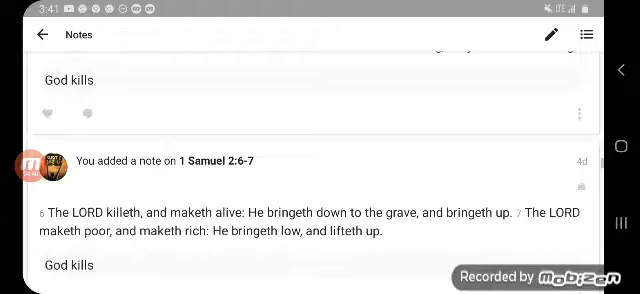 3:41
LTE
Notes
God kills
You added a note on 1 Samuel 2:6-7
4d
6 The LORD killeth, and maketh alive: He bringeth down to the grave, and bringeth up. 7 The LORD
maketh poor, and maketh rich: He bringeth low, and lifteth up.
God kills
Recorded by mobizen